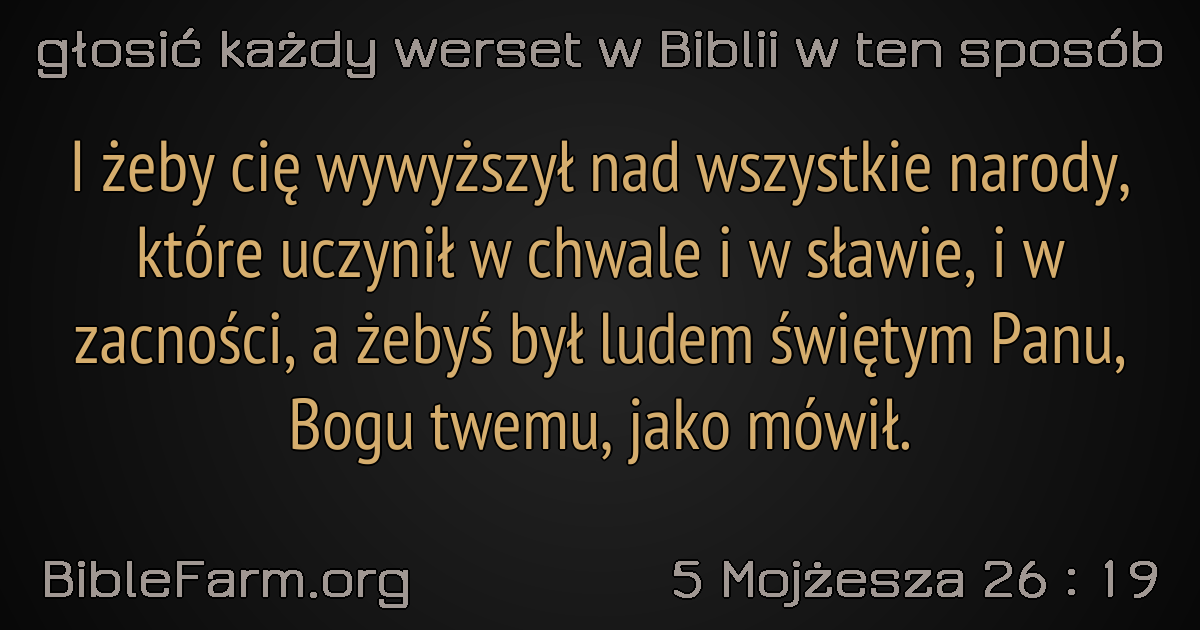 głosić każdy werset w Biblii w ten sposób
I żeby cię wywyższył nad wszystkie narody,
które uczynił w chwale i w sławie, i w
zacności, a żebyś był ludem świętym Panu,
Bogu twemu, jako mówił.
BibleFarm.org
5 Mojżesza 26 : 19